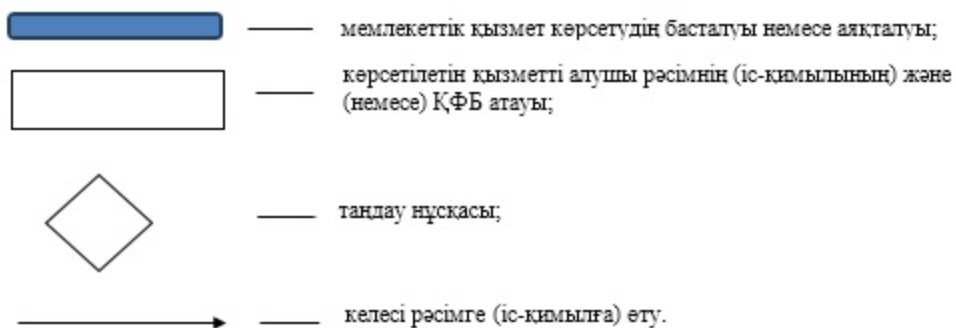 мемлекеттік қызмет көрсетудің басталуы немесе аяқталуы;
көрсетілетін қызметті алушы рәсімнің (іс-қимылының) және
(немесе) ҚФБ атауы;
таңдау нұсқасы;
келесі рәсімге (іс-қимылға) өту.